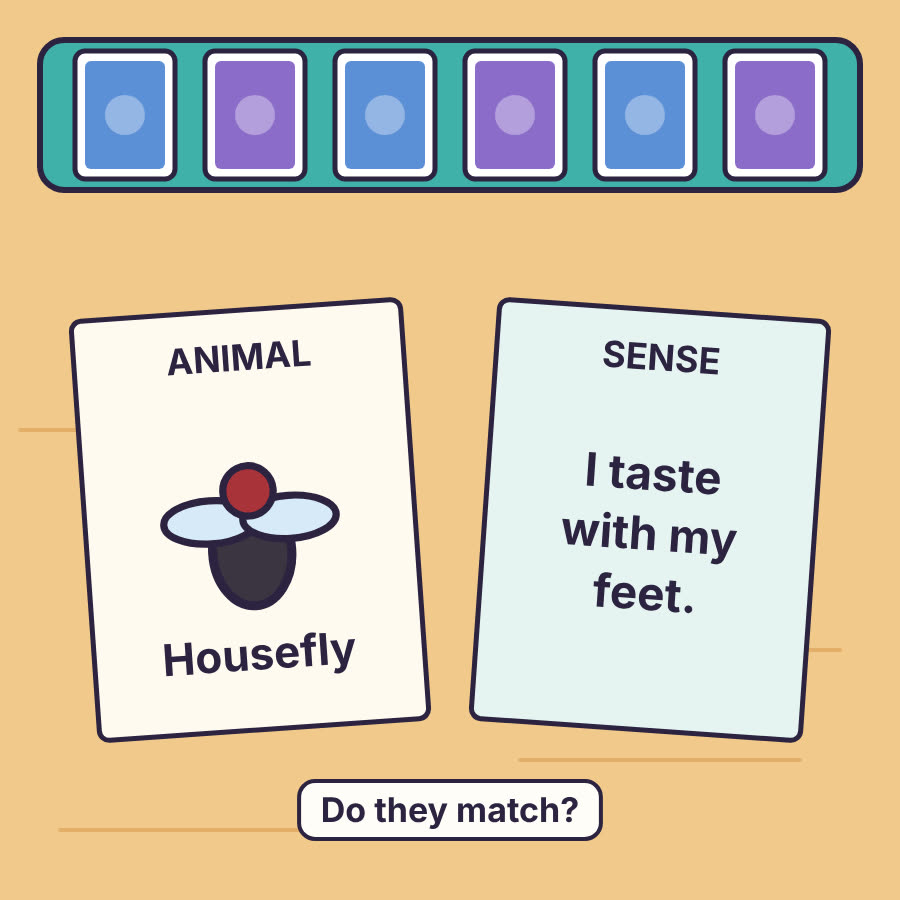 ANIMAL
Housefly
SENSE
I taste
with my
feet.
Do they match?